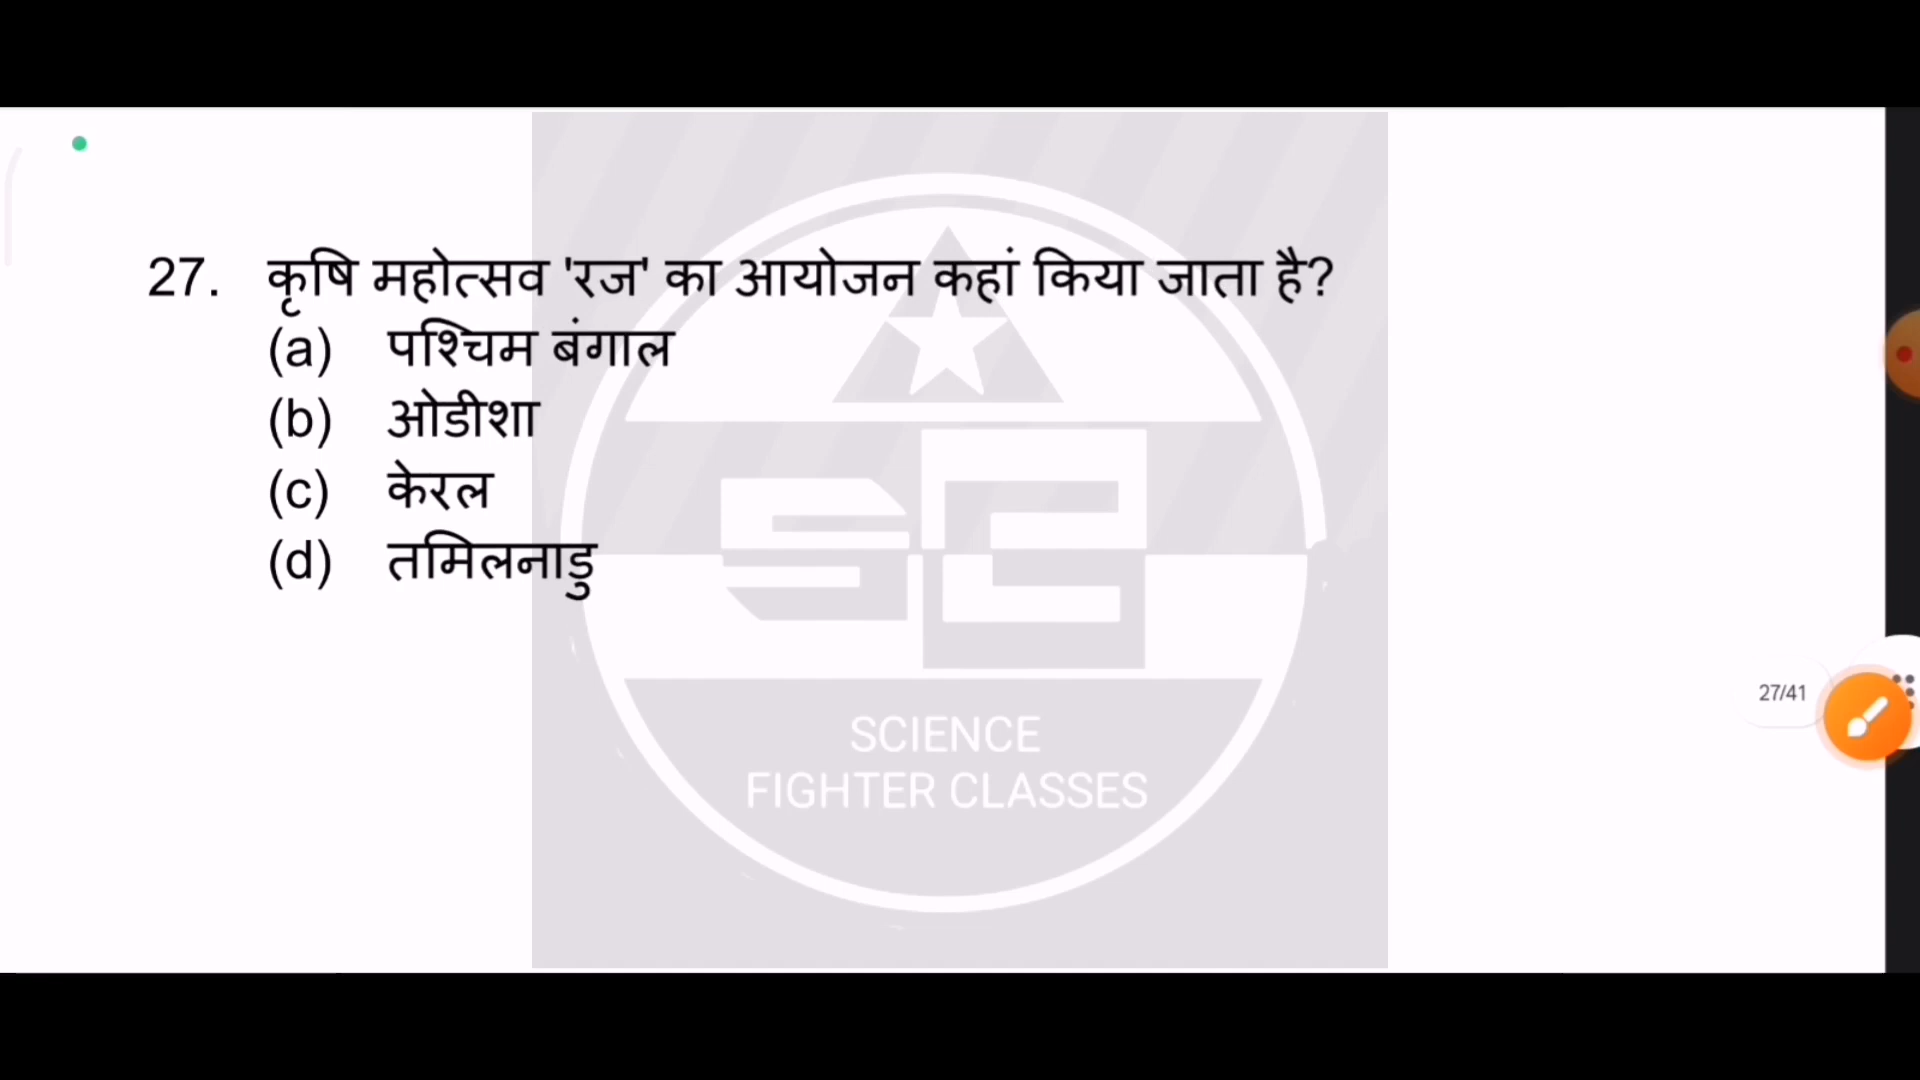 27. कृषि महोत्सव 'रज' का आयोजन कहां किया जाता है?
(a) पश्चिम बंगाल
(b) ओडीशा
(c) केरल
(d) तमिलनाडु
27/41
SCIENCE
FIGHTER CLASSES